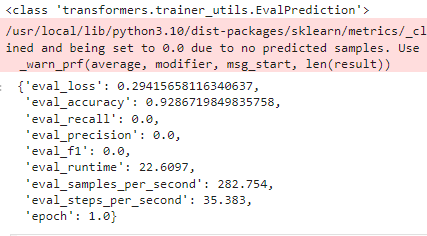 <class 'transformers.trainer_utils.EvalPrediction'>
/usr/local/lib/python3.10/dist-packages/sklearn/metrics/_cl
ined and being set to 0.0 due to no predicted samples. Use
_warn_prf(average, modifier, msg_start, len(result))
{'eval_loss': 0.29415658116340637,
'eval_accuracy': 0.9286719849835758,
'eval_recall': 0.0,
'eval_precision': 0.0,
'eval_f1': 0.0,
'eval_runtime': 22.6097,
'eval_samples_per_second': 282.754,
'eval_steps_per_second': 35.383,
'epoch': 1.0}